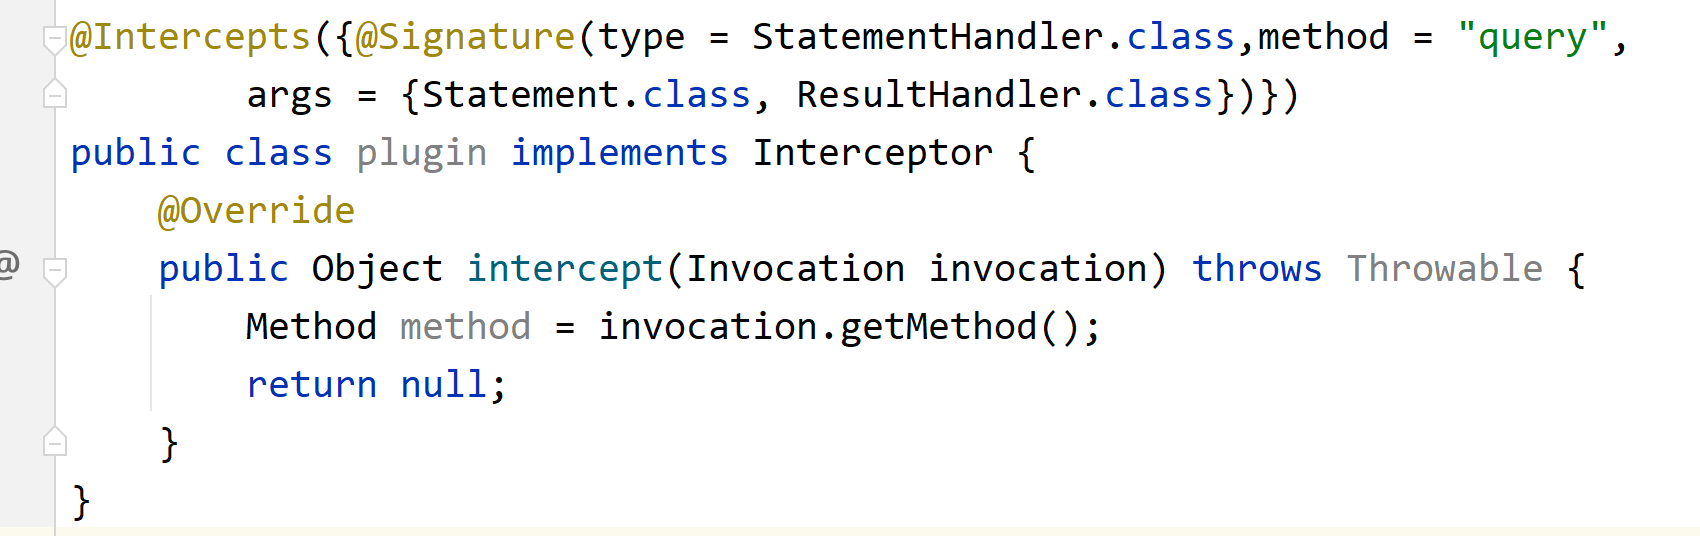 @Intercepts({@Signature(type = StatementHandler.class,method = "query",
args = {Statement.class, ResultHandler.class})})
public class plugin implements Interceptor {
@Override
@
public Object intercept(Invocation invocation) throws Throwable {
Method method = invocation.getMethod();
return null;
}
}